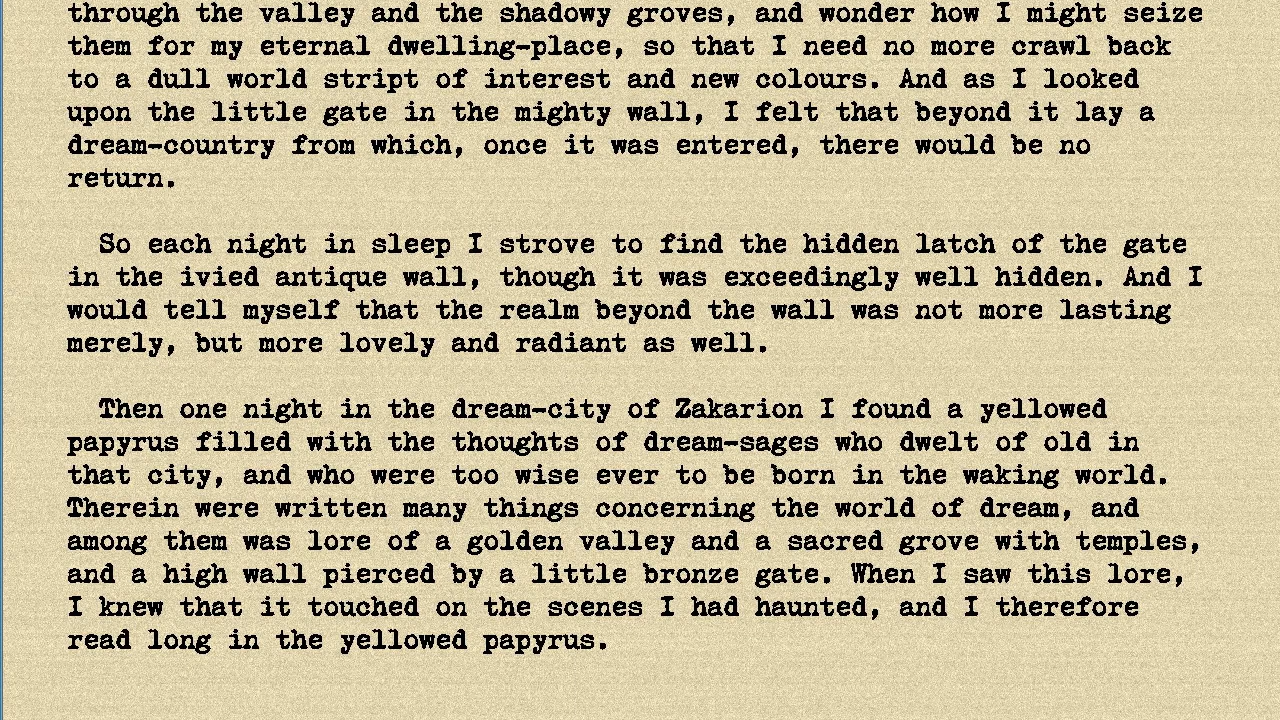 through the valley and the shadowy groves, and wonder how I might seize
them for my eternal dwelling-place, so that I need no more crawl back
to a dull world stript of interest and new colours. And as I looked
upon the little gate in the mighty wall, I felt that beyond it lay a
dream-country from which, once it was entered, there would be no
return.
So each night in sleep I strove to find the hidden latch of the gate
in the ivied antique wall, though it was exceedingly well hidden. And I
would tell myself that the realm beyond the wall was not more lasting
merely, but more lovely and radiant as well.
Then one night in the dream-city of Zakarion I found a yellowed
papyrus filled with the thoughts of dream-sages who dwelt of old in
that city, and who were too wise ever to be born in the waking world.
Therein were written many things concerning the world of dream, and
among them was lore of a golden valley and a sacred grove with temples,
and a high wall pierced by a little bronze gate. When I saw this lore,
I knew that it touched on the scenes I had haunted, and I therefore
read long in the yellowed papyrus.